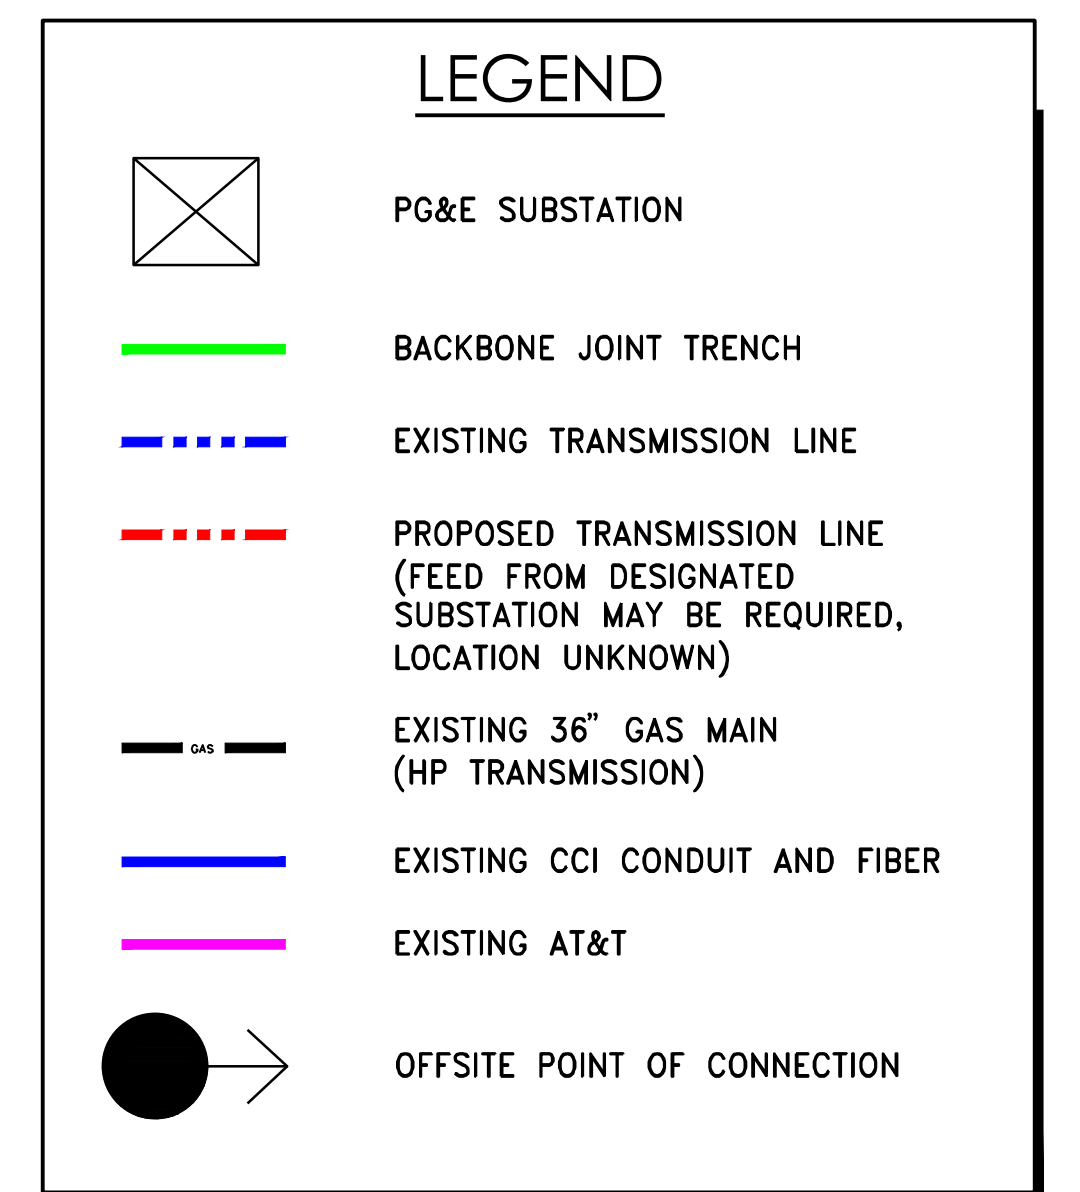 LEGEND
PG&E SUBSTATION
BACKBONE JOINT TRENCH
EXISTING TRANSMISSION LINE
PROPOSED TRANSMISSION LINE
(FEED FROM DESIGNATED
SUBSTATION MAY BE REQUIRED,
LOCATION UNKNOWN)
GAS
EXISTING 36” GAS MAIN
(HP TRANSMISSION)
EXISTING CCI CONDUIT AND FIBER
EXISTING AT&T
OFFSITE POINT OF CONNECTION